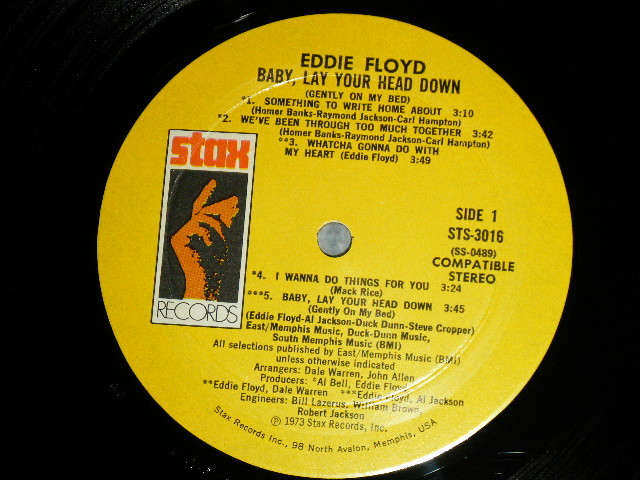 EDDIE FLOYD
BABY, LAY YOUR HEAD DOWN
(GENTLY ON MY BED)
*1. SOMETHING TO WRITE HOME ABOUT 3:10
(Homer Banks-Raymond Jackson-Carl Hampton)
*2. WE'VE BEEN THROUGH TOO MUCH TOGETHER 3:42
(Homer Banks-Raymond Jackson-Carl Hampton)
**3. WHATCHA GONNA DO WITH
MY HEART (Eddie Floyd) 3:49
stax
RECORDS
SIDE 1
STS-3016
(SS-0489)
COMPATIBLE
STEREO
*4. I WANNA DO THINGS FOR YOU 3:24
(Mack Rice)
***5. BABY, LAY YOUR HEAD DOWN 3:45
(Gently On My Bed)
(Eddie Floyd-Al Jackson-Duck Dunn-Steve Cropper)
East/Memphis Music, Duck-Dunn Music,
South Memphis Music (BMI)
All selections published by East/Memphis Music (BMI)
unless otherwise indicated
Arrangers: Dale Warren, John Allen
Producers: *Al Bell, Eddie Floyd
**Eddie Floyd, Dale Warren ***Eddie Floyd, Al Jackson
Engineers: Bill Lazerus, William Brown,
Robert Jackson
℗ 1973 Stax Records, Inc.
Stax Records Inc., 98 North Avalon, Memphis, USA